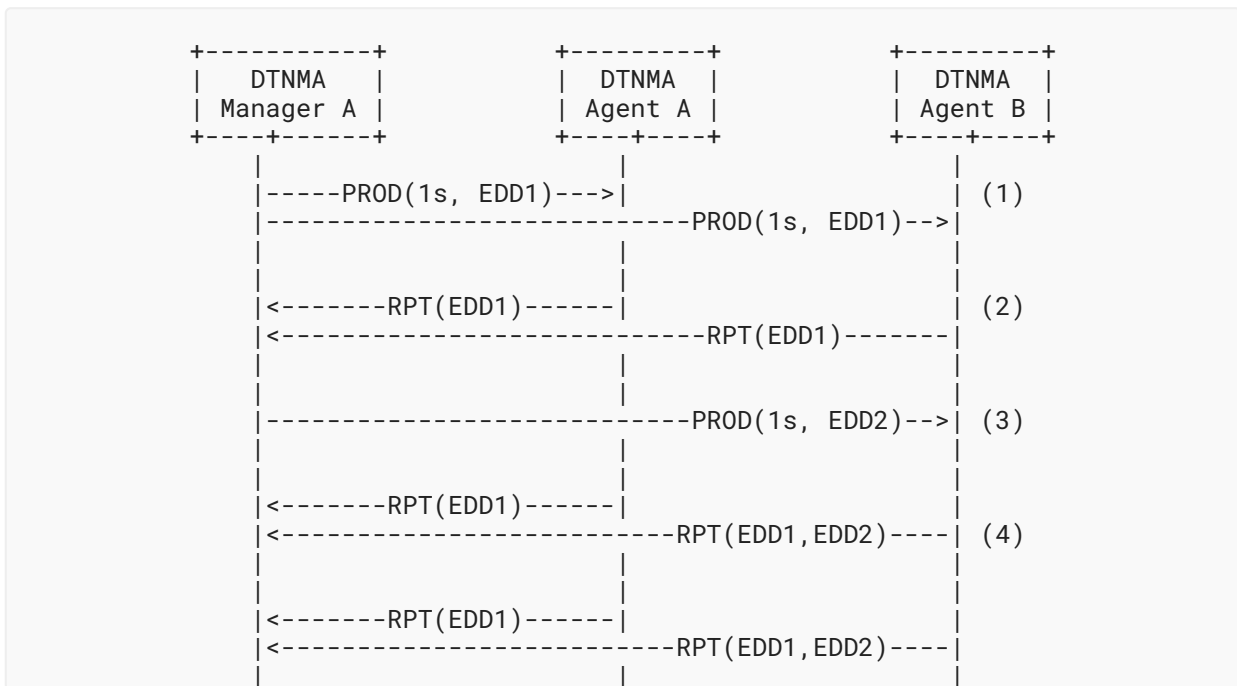 +-----------+           +---------+           +---------+
|   DTNMA   |           |  DTNMA  |           |  DTNMA  |
| Manager A |           | Agent A |           | Agent B |
+----+------+           +----+----+           +----+----+
    |                       |                     |
    |-----PROD(1s, EDD1)--->|                     | (1)
    |----------------------------PROD(1s, EDD1)-->|
    |                       |                     |
    |                       |                     |
    |<-------RPT(EDD1)------|                     | (2)
    |<----------------------------RPT(EDD1)-------|
    |                       |                     |
    |                       |                     |
    |----------------------------PROD(1s, EDD2)-->| (3)
    |                       |                     |
    |                       |                     |
    |<-------RPT(EDD1)------|                     |
    |<--------------------------RPT(EDD1,EDD2)----| (4)
    |                       |                     |
    |                       |                     |
    |<-------RPT(EDD1)------|                     |
    |<--------------------------RPT(EDD1,EDD2)----|
    |                       |                     |